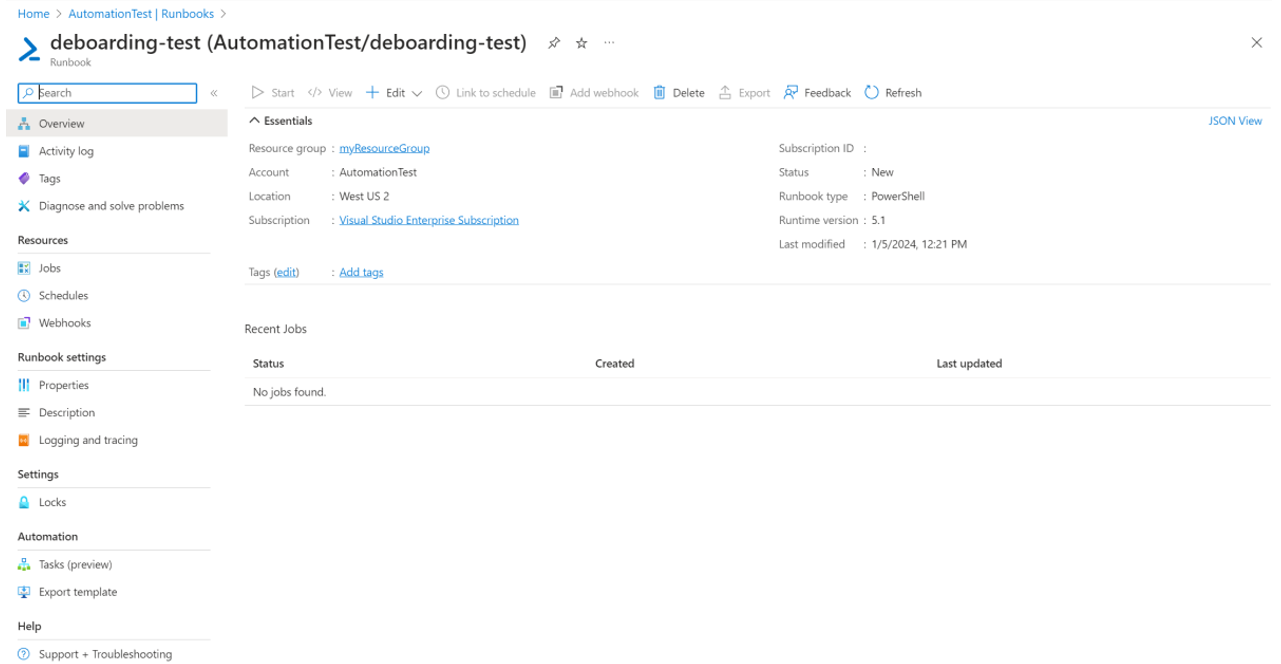 Home > AutomationTest | Runbooks >
deboarding-test (AutomationTest/deboarding-test)
Runbook
Search
Overview
Activity log
Tags
Diagnose and solve problems
Resources
Jobs
Schedules
Webhooks
Runbook settings
Properties
Description
Logging and tracing
Settings
Locks
Automation
Tasks (preview)
Export template
Help
Support + Troubleshooting
Start View Edit Link to schedule Add webhook Delete Export Feedback Refresh
Essentials JSON View
Resource group : myResourceGroup
Account : AutomationTest
Location : West US 2
Subscription : Visual Studio Enterprise Subscription
Subscription ID :
Status : New
Runbook type : PowerShell
Runtime version : 5.1
Last modified : 1/5/2024, 12:21 PM
Tags (edit) : Add tags
Recent Jobs
Status Created Last updated
No jobs found.